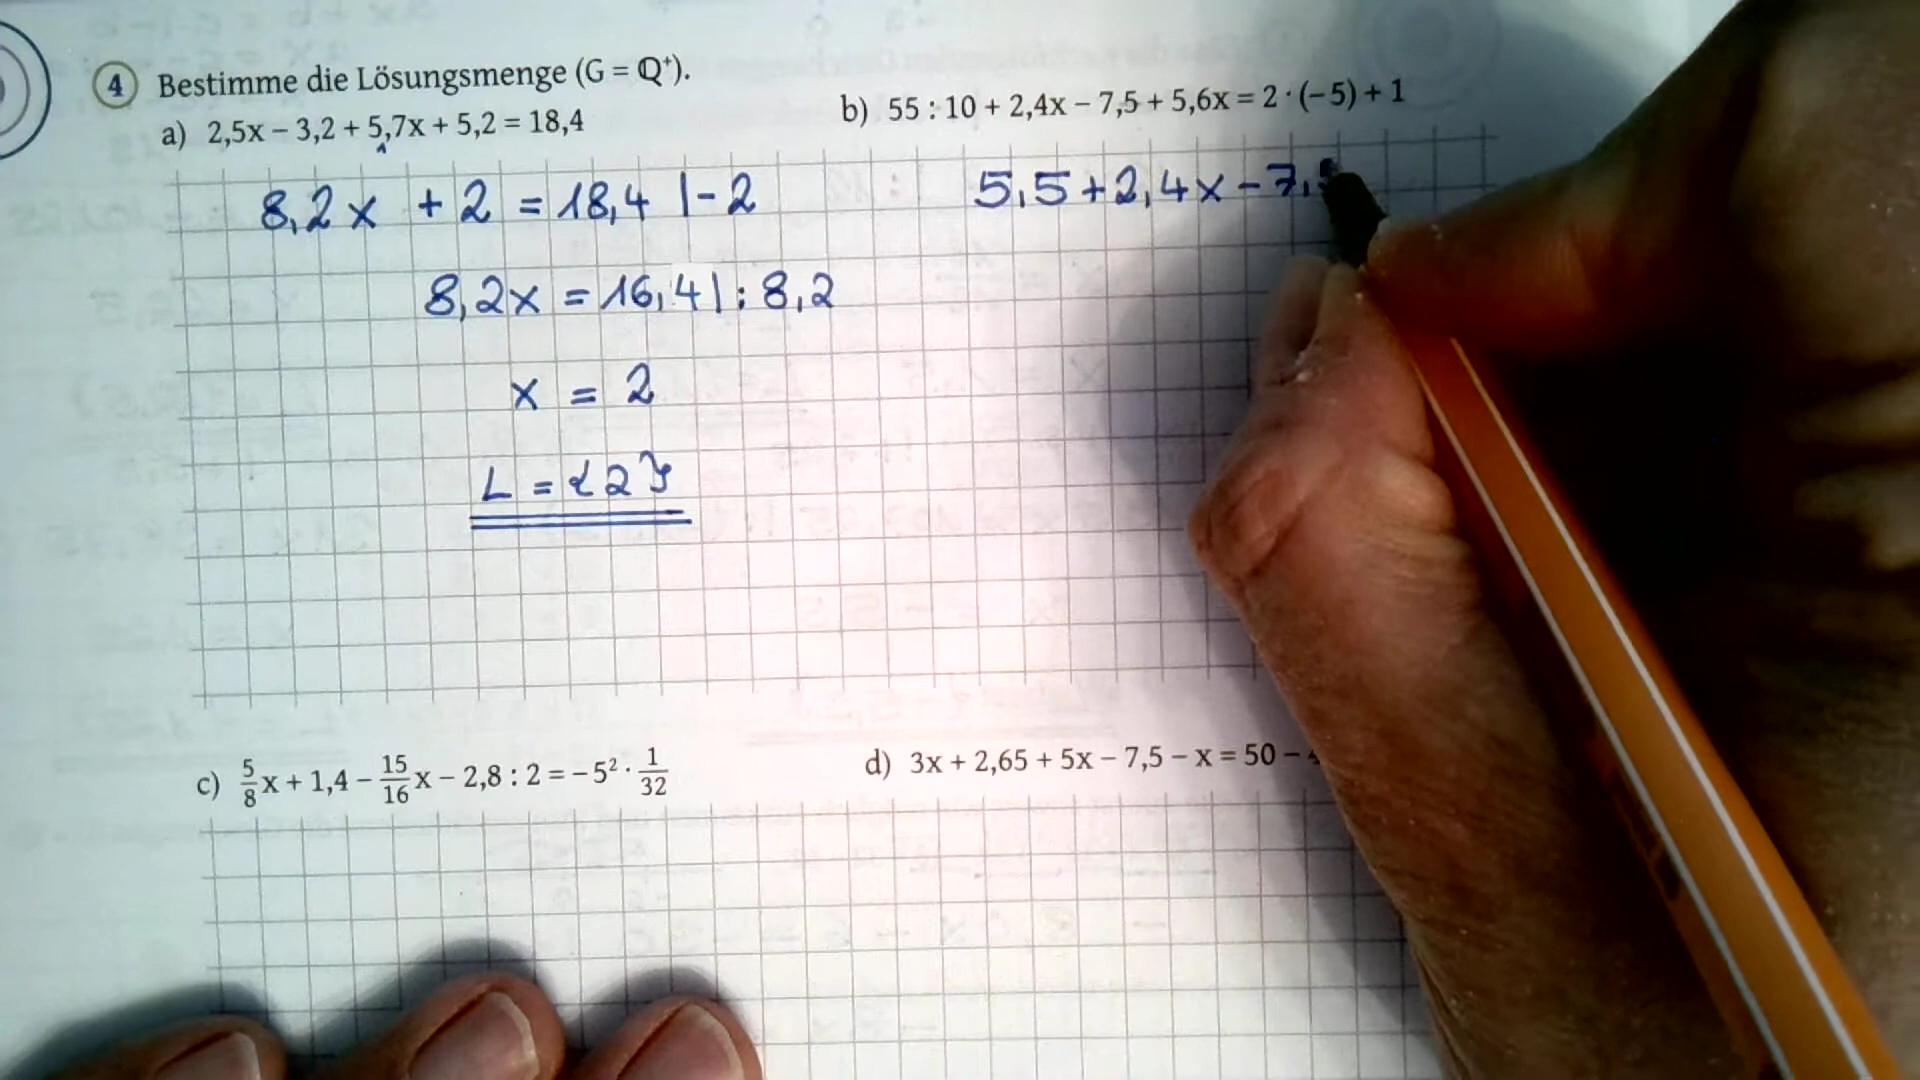 4 Bestimme die Lösungsmenge (G = Q⁺).
a) 2,5x – 3,2 + 5,7x + 5,2 = 18,4
8,2x + 2 = 18,4 | - 2
8,2x = 16,4 | : 8,2
x = 2
L = {2}
b) 55 : 10 + 2,4x – 7,5 + 5,6x = 2 · (–5) + 1
5,5 + 2,4x - 7,5
c) 5/8 x + 1,4 – 15/16 x – 2,8 : 2 = – 5² · 1/32
d) 3x + 2,65 + 5x – 7,5 – x = 50 –